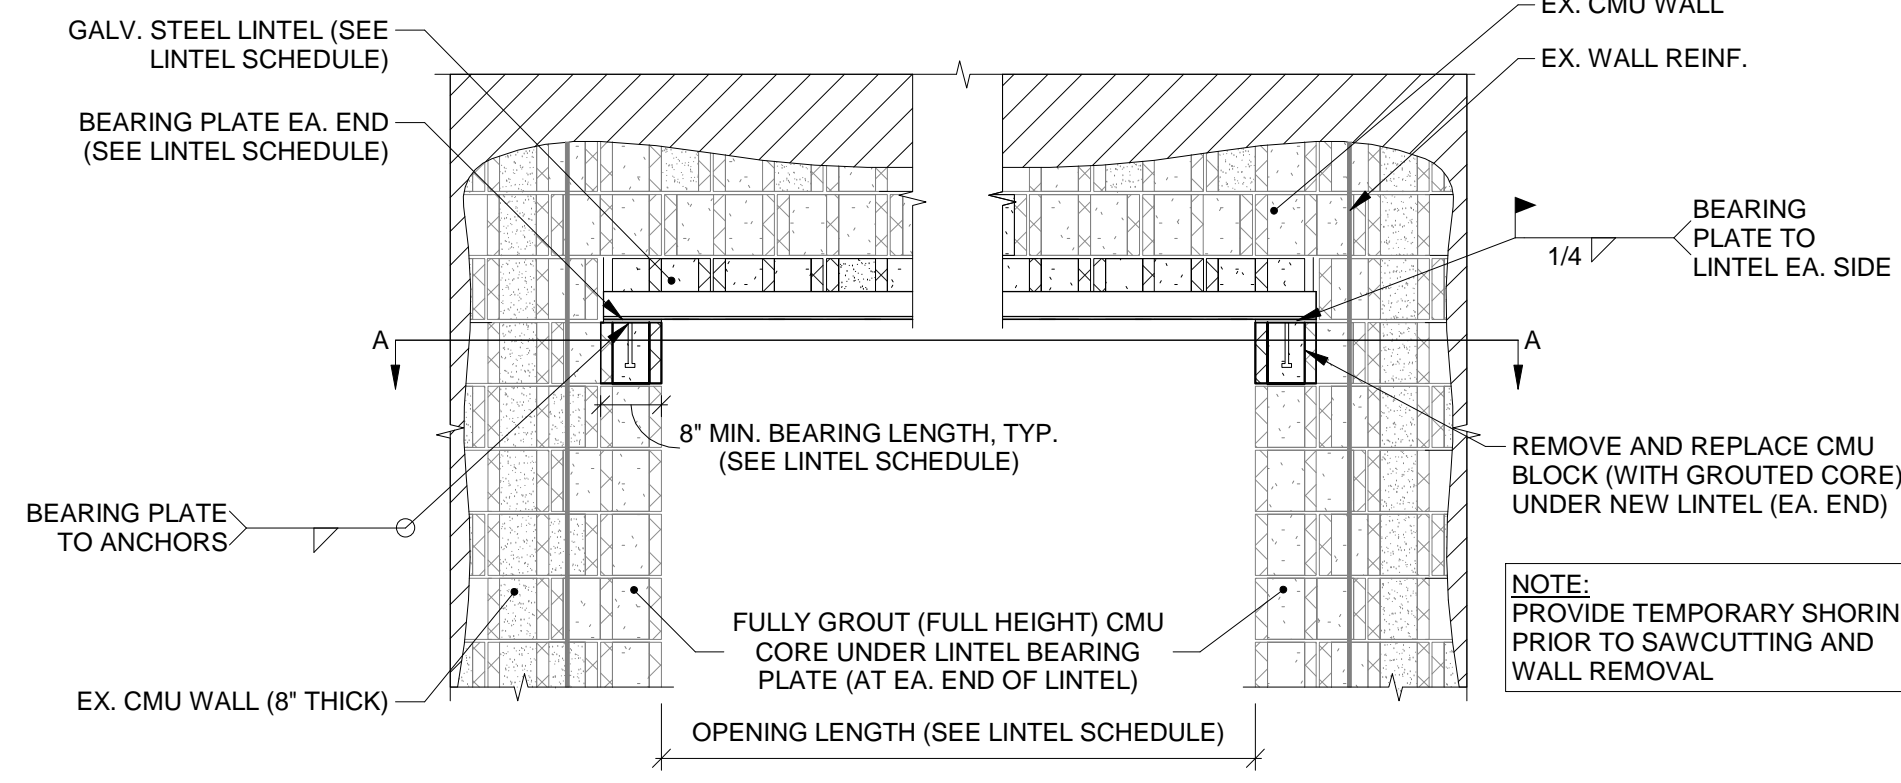 GALV. STEEL LINTEL (SEE
LINTEL SCHEDULE)
BEARING PLATE EA. END
(SEE LINTEL SCHEDULE)
EX. CMU WALL
EX. WALL REINF.
BEARING
PLATE TO
LINTEL EA. SIDE
1/4
A
A
8" MIN. BEARING LENGTH, TYP.
(SEE LINTEL SCHEDULE)
REMOVE AND REPLACE CMU
BLOCK (WITH GROUTED CORE)
UNDER NEW LINTEL (EA. END)
BEARING PLATE
TO ANCHORS
NOTE:
PROVIDE TEMPORARY SHORIN
PRIOR TO SAWCUTTING AND
WALL REMOVAL
FULLY GROUT (FULL HEIGHT) CMU
CORE UNDER LINTEL BEARING
PLATE (AT EA. END OF LINTEL)
EX. CMU WALL (8" THICK)
OPENING LENGTH (SEE LINTEL SCHEDULE)